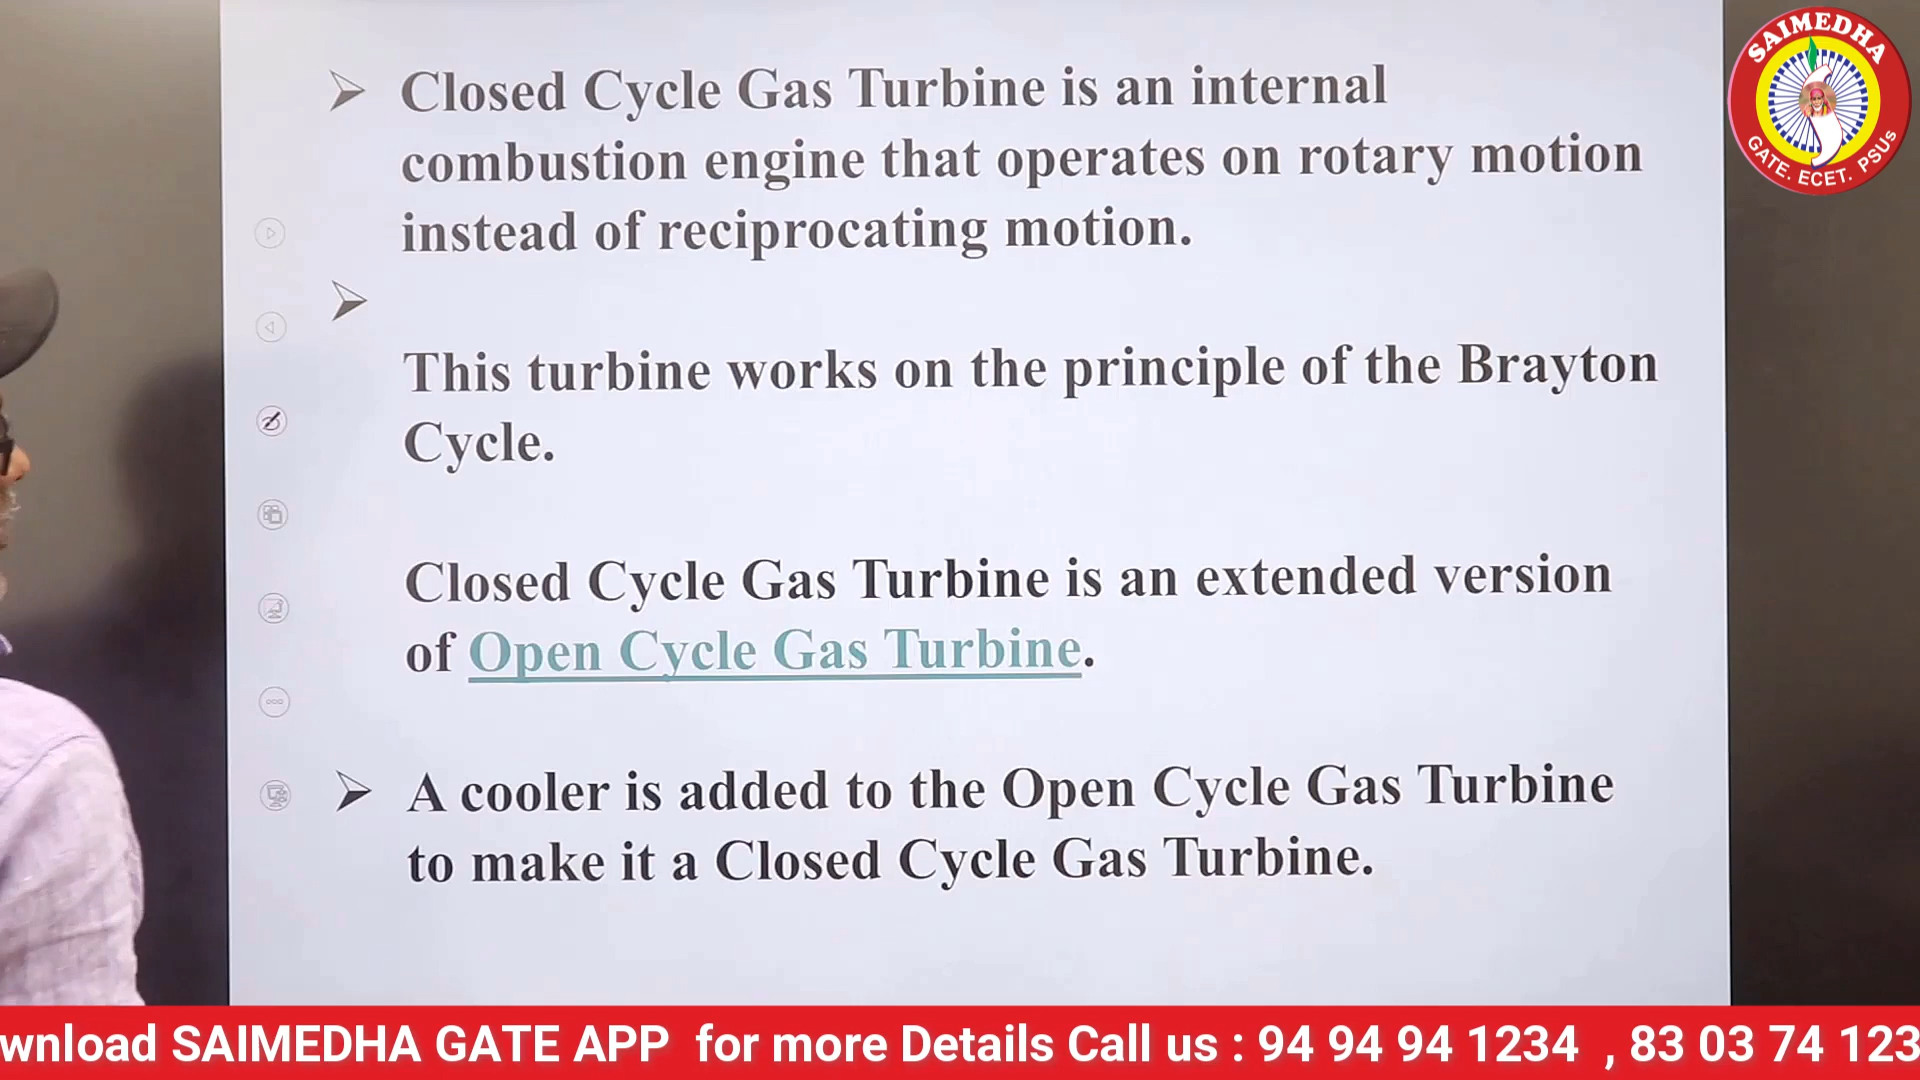 SAIMEDHA
GATE. ECET. PSUs
Closed Cycle Gas Turbine is an internal
combustion engine that operates on rotary motion
instead of reciprocating motion.
This turbine works on the principle of the Brayton
Cycle.
Closed Cycle Gas Turbine is an extended version
of Open Cycle Gas Turbine.
A cooler is added to the Open Cycle Gas Turbine
to make it a Closed Cycle Gas Turbine.
wnload SAIMEDHA GATE APP for more Details Call us : 94 94 94 1234 , 83 03 74 123